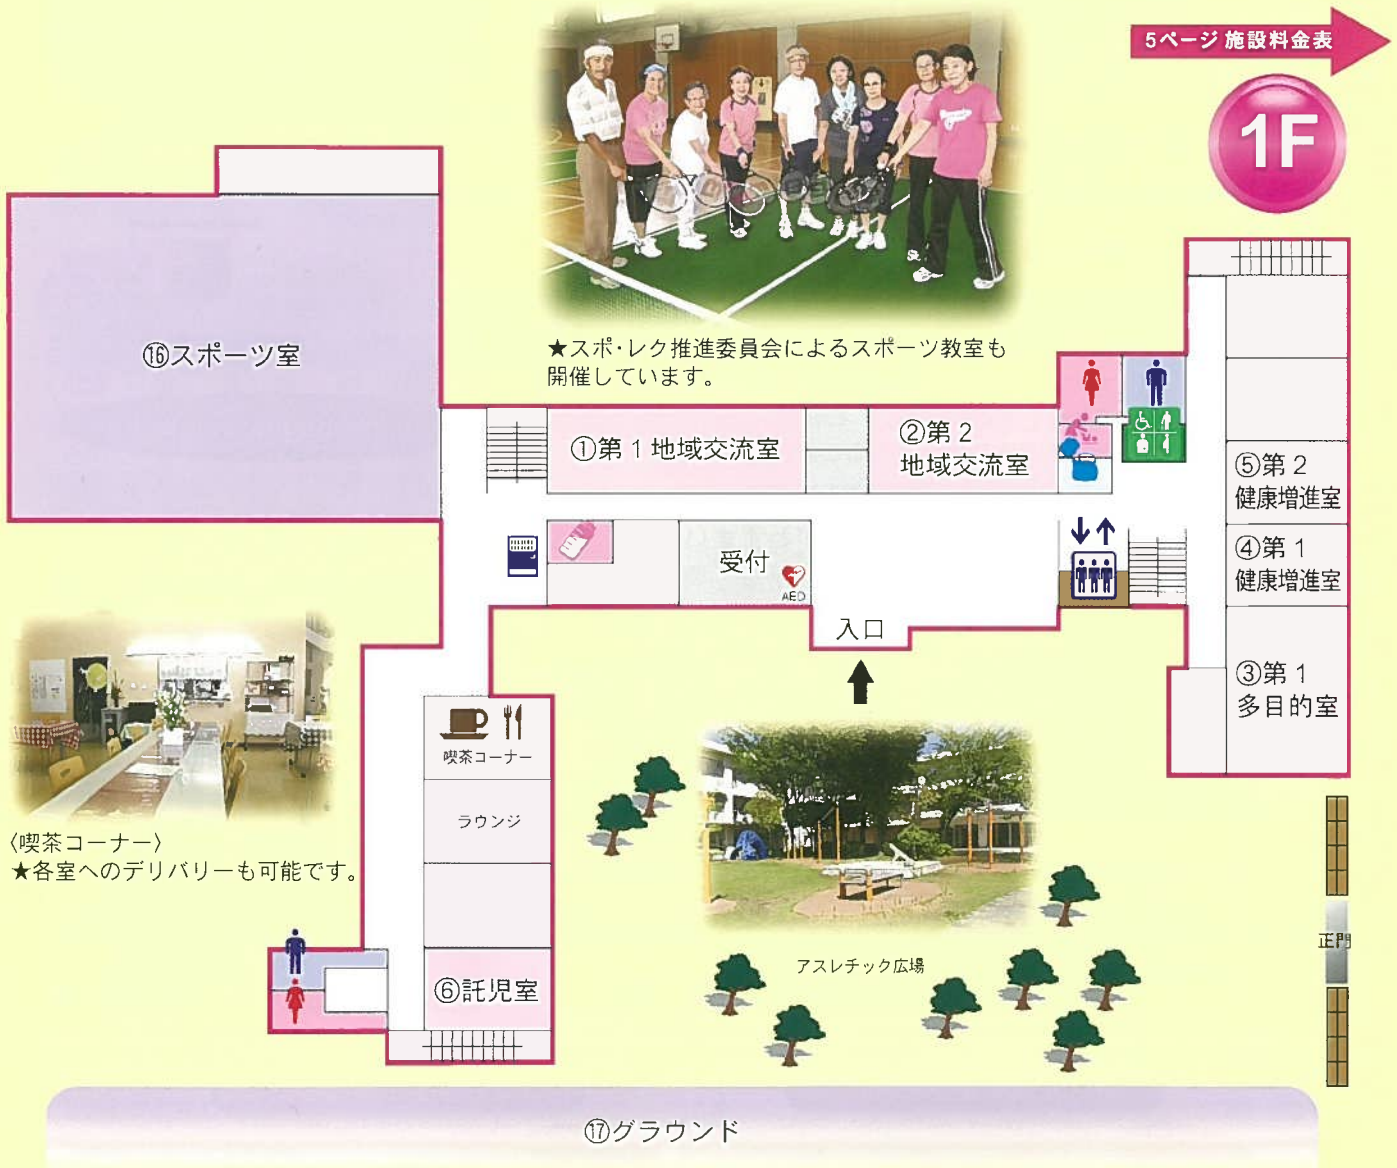 5ページ 施設料金表
1F
★スポ・レク推進委員会によるスポーツ教室も
開催しています。
⑯スポーツ室
①第1地域交流室
②第2
地域交流室
⑤第2
健康増進室
④第1
健康増進室
③第1
多目的室
受付
AED
入口
喫茶コーナー
ラウンジ
〈喫茶コーナー〉
★各室へのデリバリーも可能です。
⑥託児室
アスレチック広場
正門
⑰グラウンド